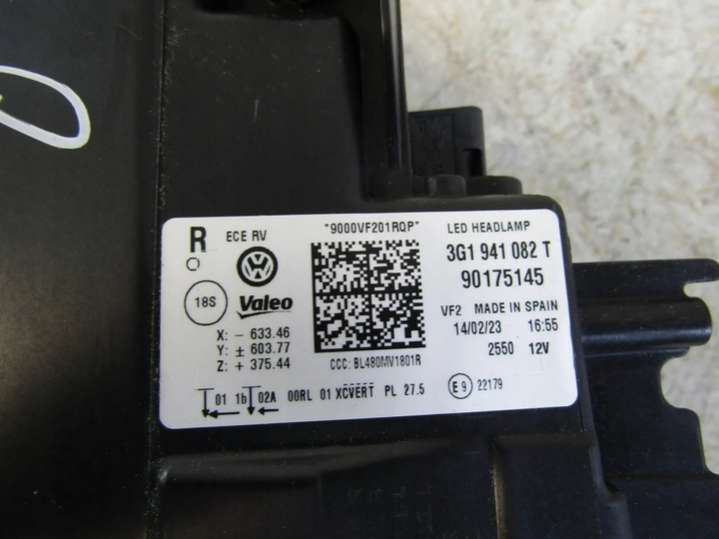 R ECE RV
"9000VF201RQP"
LED HEADLAMP
3G1 941 082 T
90175145
18S
Valeo
VF2 MADE IN SPAIN
14/02/23 16:55
2550 12V
X: - 633.46
Y: ± 603.77
Z: + 375.44
CCC: BL480MV1801R
01 1b 02A 00RL 01 XCVERT PL 27.5 E9 22179